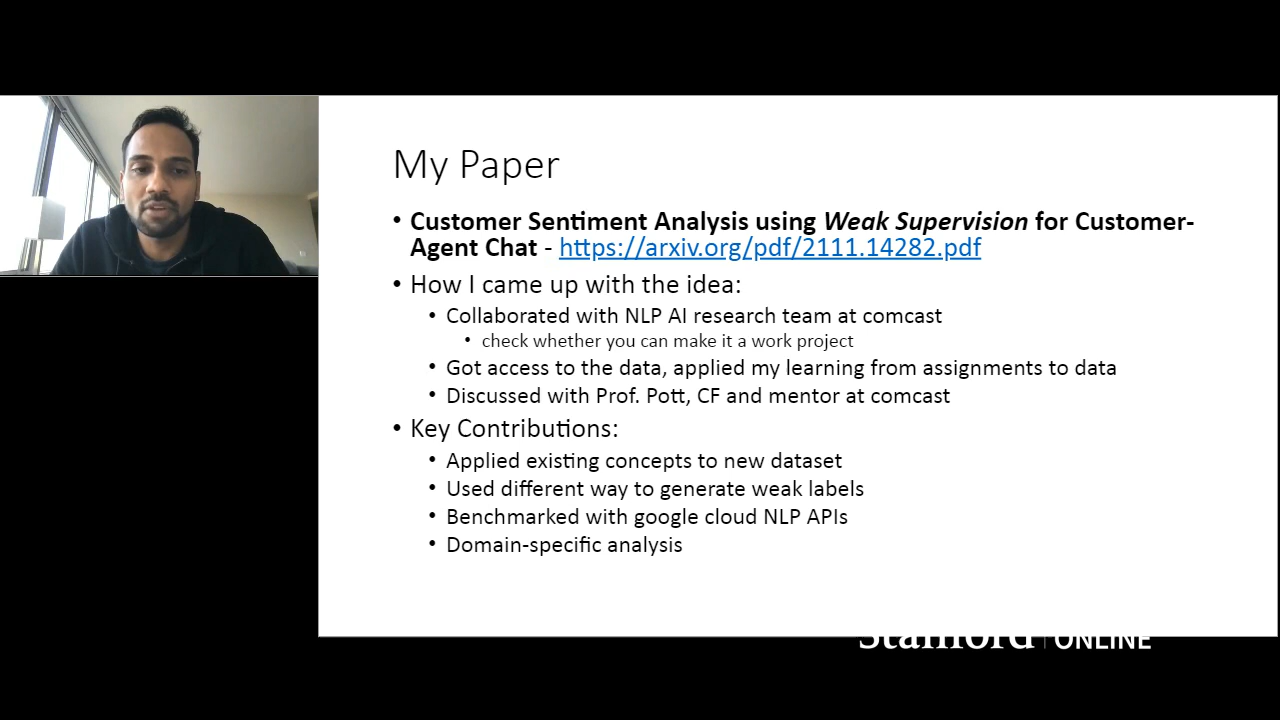 My Paper
• Customer Sentiment Analysis using Weak Supervision for Customer-
Agent Chat - https://arxiv.org/pdf/2111.14282.pdf
• How I came up with the idea:
• Collaborated with NLP AI research team at comcast
• check whether you can make it a work project
• Got access to the data, applied my learning from assignments to data
• Discussed with Prof. Pott, CF and mentor at comcast
• Key Contributions:
• Applied existing concepts to new dataset
• Used different way to generate weak labels
• Benchmarked with google cloud NLP APIs
• Domain-specific analysis
Stanford | ONLINE